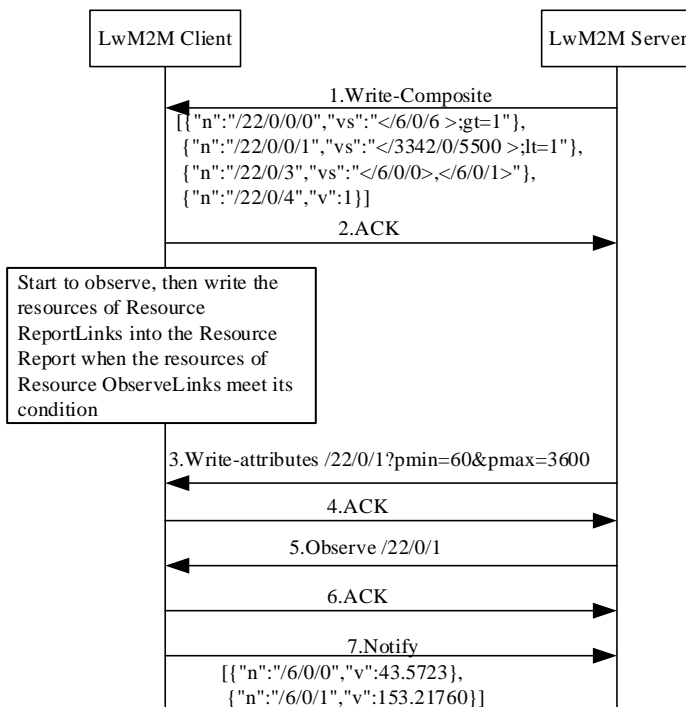 LwM2M Client
LwM2M Server
1.Write-Composite
[{"n":"/22/0/0/0","vs":"</6/0/6 >;gt=1"},
{"n":"/22/0/0/1","vs":"</3342/0/5500 >;lt=1"},
{"n":"/22/0/3","vs":"</6/0/0>,</6/0/1>"},
{"n":"/22/0/4","v":1}]
2.ACK
Start to observe, then write the
resources of Resource
ReportLinks into the Resource
Report when the resources of
Resource ObserveLinks meet its
condition
3.Write-attributes /22/0/1?pmin=60&pmax=3600
4.ACK
5.Observe /22/0/1
6.ACK
7.Notify
[{"n":"/6/0/0","v":43.5723},
{"n":"/6/0/1","v":153.21760}]